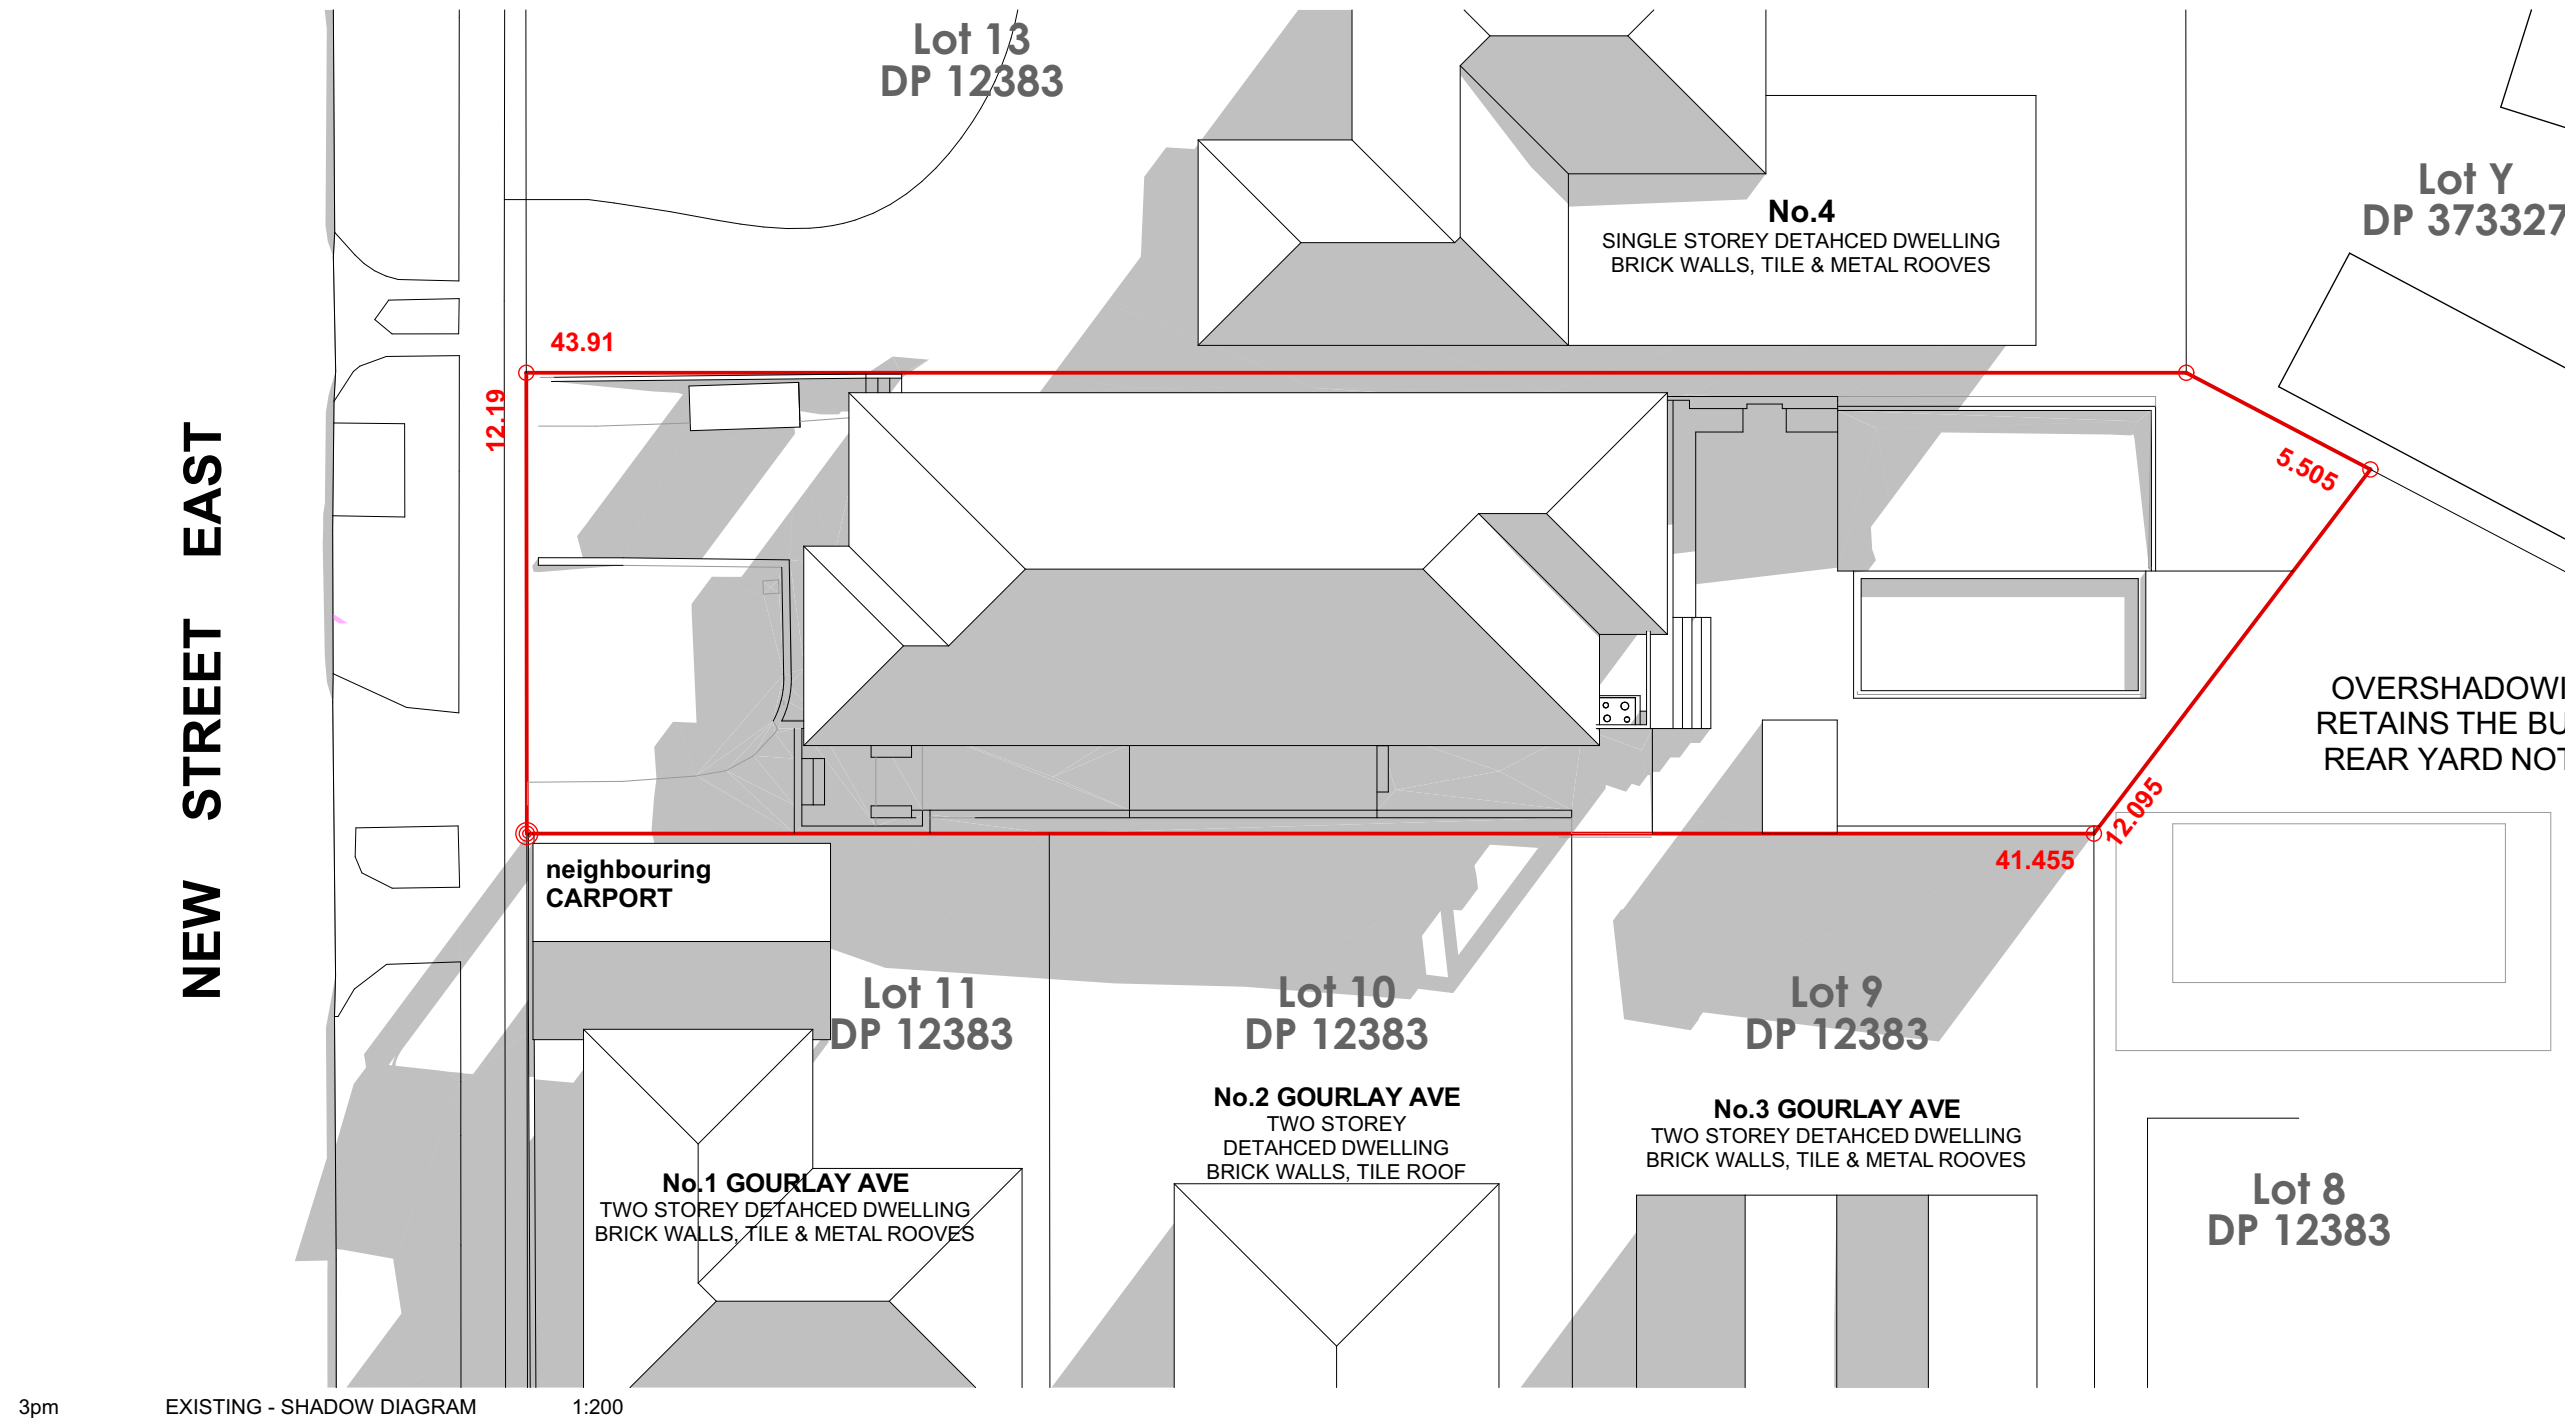 Lot 13
DP 12383
Lot Y
DP 373327
No.4
SINGLE STOREY DETAHCED DWELLING
BRICK WALLS, TILE & METAL ROOVES
43.91
12.19
5.505
NEW STREET EAST
OVERSHADOWI
RETAINS THE BU
REAR YARD NOT
12.095
41.455
neighbouring
CARPORT
Lot 11
DP 12383
Lot 10
DP 12383
Lot 9
DP 12383
No.2 GOURLAY AVE
TWO STOREY
DETAHCED DWELLING
BRICK WALLS, TILE ROOF
No.3 GOURLAY AVE
TWO STOREY DETAHCED DWELLING
BRICK WALLS, TILE & METAL ROOVES
No.1 GOURLAY AVE
TWO STOREY DETAHCED DWELLING
BRICK WALLS, TILE & METAL ROOVES
Lot 8
DP 12383
3pm EXISTING - SHADOW DIAGRAM 1:200